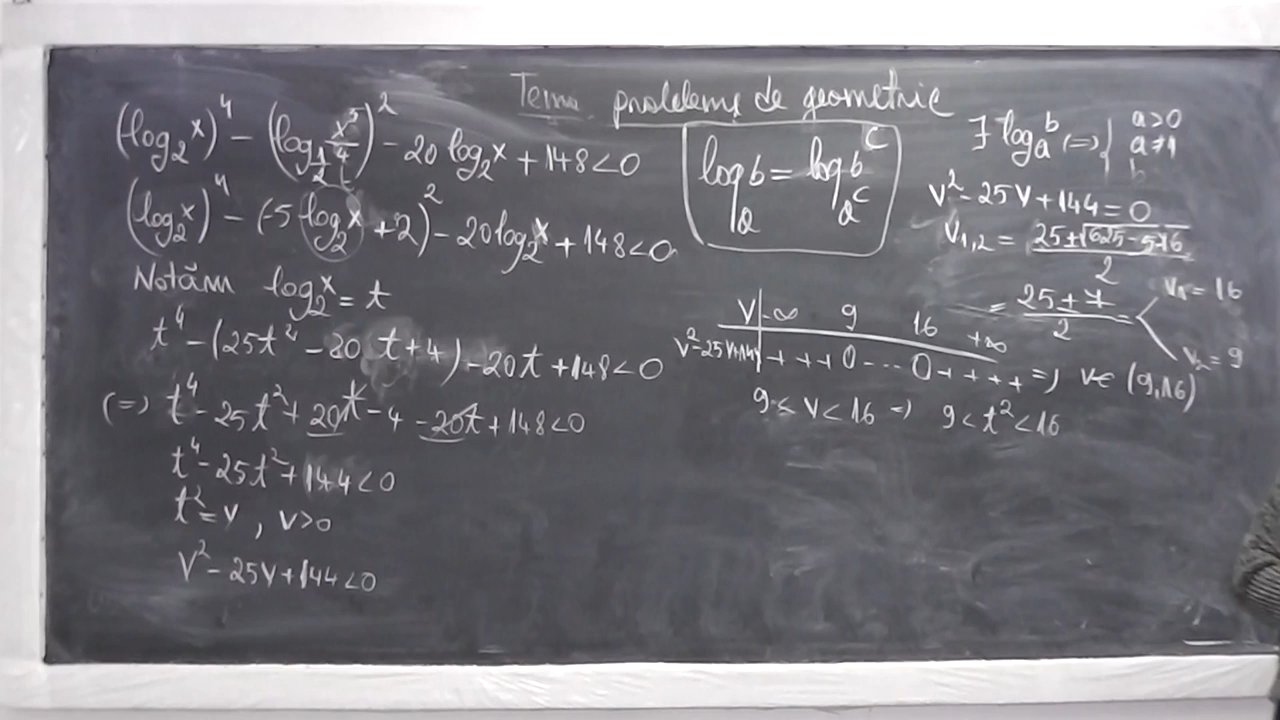 Tema probleme de geometrie
(log₂x)⁴ - (log_{1/2} x⁵/4)² - 20 log₂x + 148 < 0
(log₂x)⁴ - (-5 log₂x + 2)² - 20 log₂x + 148 < 0
Notăm log₂x = t
t⁴ - (25t² - 20 t + 4) - 20t + 148 < 0
(=) t⁴ - 25t² + 20t - 4 - 20t + 148 < 0
t⁴ - 25t² + 144 < 0
t² = v , v > 0
v² - 25v + 144 < 0
log_a b = log_{a^c} b^c
∃ log_a b (=) { a > 0
a ≠ 1
b
v² - 25v + 144 = 0
v₁,₂ = (25 ± √(625 - 576))/2
= (25 ± 7)/2 = v₁ = 16
v₂ = 9
v | -∞ 9 16 +∞
v² - 25v + 144 | + + + 0 - - - 0 + + + + =) v ∈ (9,16)
9 < v < 16 =) 9 < t² < 16